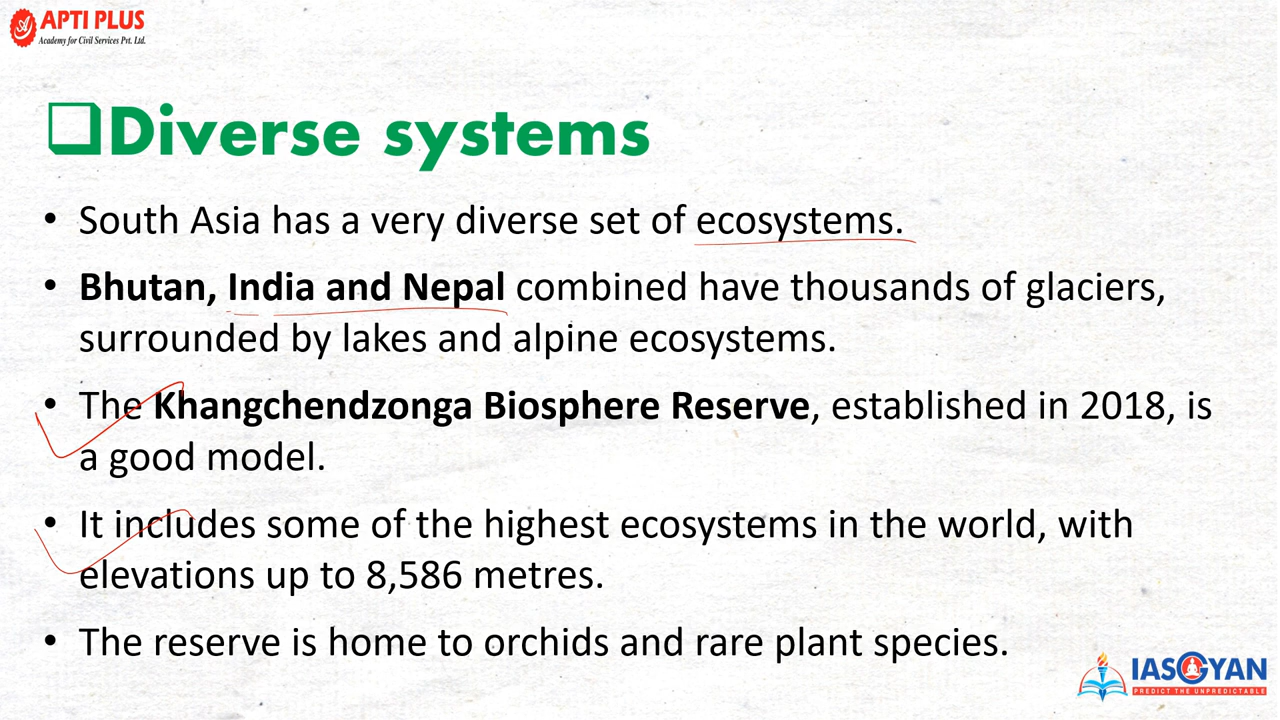 APTI PLUS
Academy for Civil Services Pvt. Ltd.
Diverse systems
• South Asia has a very diverse set of ecosystems.
• Bhutan, India and Nepal combined have thousands of glaciers,
surrounded by lakes and alpine ecosystems.
• The Khangchendzonga Biosphere Reserve, established in 2018, is
a good model.
• It includes some of the highest ecosystems in the world, with
elevations up to 8,586 metres.
• The reserve is home to orchids and rare plant species.
IASGYAN
PREDICT THE UNPREDICTABLE